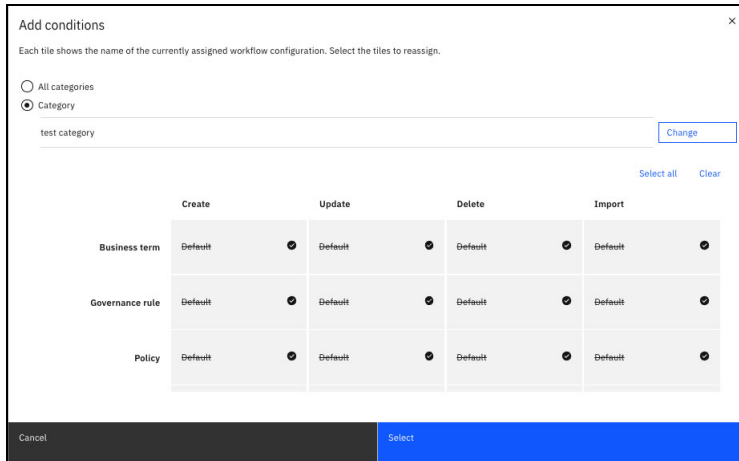 Add conditions
Each tile shows the name of the currently assigned workflow configuration. Select the tiles to reassign.
All categories
Category
test category
Change
Select all Clear
Create Update Delete Import
Business term Default Default Default Default
Governance rule Default Default Default Default
Policy Default Default Default Default
Cancel Select